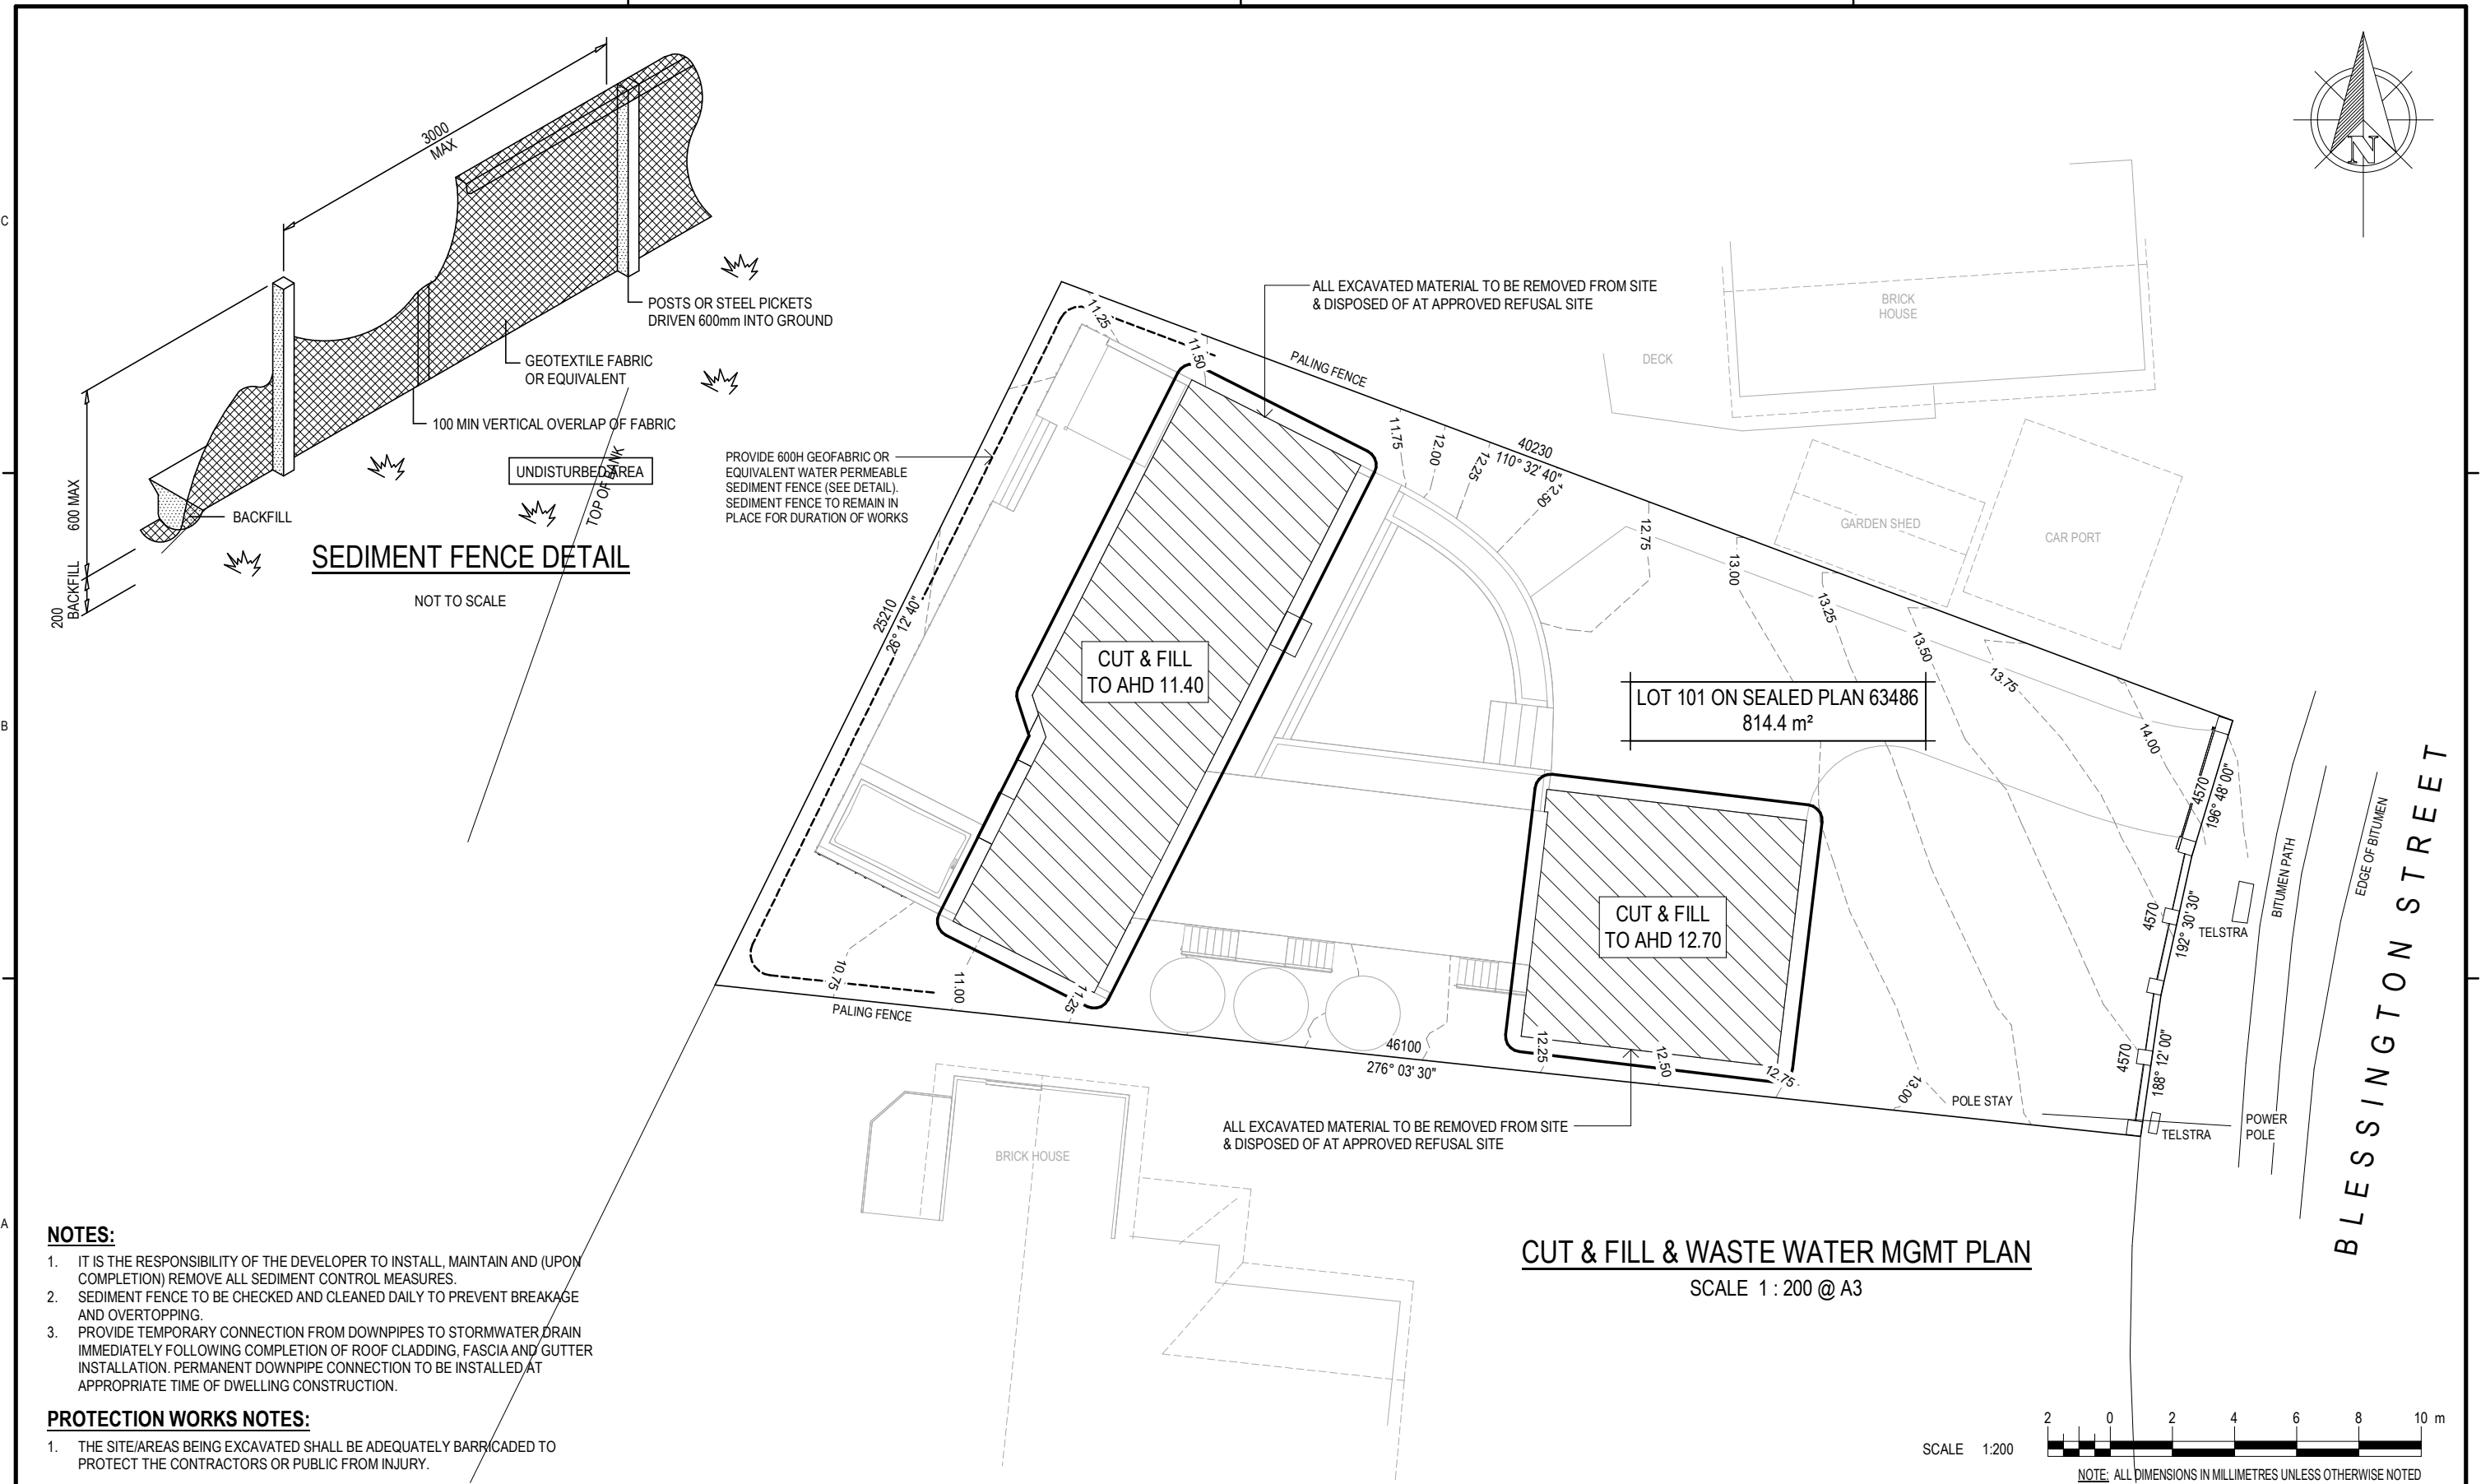 C
B
A
3000
MAX
POSTS OR STEEL PICKETS
DRIVEN 600mm INTO GROUND
GEOTEXTILE FABRIC
OR EQUIVALENT
100 MIN VERTICAL OVERLAP OF FABRIC
UNDISTURBED AREA
TOP OF BANK
BACKFILL
600 MAX
200
BACKFILL
SEDIMENT FENCE DETAIL
NOT TO SCALE
N
ALL EXCAVATED MATERIAL TO BE REMOVED FROM SITE
& DISPOSED OF AT APPROVED REFUSAL SITE
PROVIDE 600H GEOFABRIC OR
EQUIVALENT WATER PERMEABLE
SEDIMENT FENCE (SEE DETAIL).
SEDIMENT FENCE TO REMAIN IN
PLACE FOR DURATION OF WORKS
BRICK
HOUSE
DECK
GARDEN SHED
CAR PORT
PALING FENCE
40230
110° 32' 40"
11.25
11.50
11.75
12.00
12.25
12.50
12.75
13.00
13.25
13.50
13.75
14.00
25210
26° 12' 40"
CUT & FILL
TO AHD 11.40
LOT 101 ON SEALED PLAN 63486
814.4 m²
CUT & FILL
TO AHD 12.70
4570
196° 48' 00"
4570
192° 30' 30"
4570
188° 12' 00"
TELSTRA
BITUMEN PATH
EDGE OF BITUMEN
BLESSINGTON STREET
10.75
11.00
11.25
PALING FENCE
46100
276° 03' 30"
12.25
12.50
12.75
13.00
POLE STAY
TELSTRA
POWER
POLE
ALL EXCAVATED MATERIAL TO BE REMOVED FROM SITE
& DISPOSED OF AT APPROVED REFUSAL SITE
BRICK HOUSE
CUT & FILL & WASTE WATER MGMT PLAN
SCALE 1 : 200 @ A3
NOTES:
1. IT IS THE RESPONSIBILITY OF THE DEVELOPER TO INSTALL, MAINTAIN AND (UPON
COMPLETION) REMOVE ALL SEDIMENT CONTROL MEASURES.
2. SEDIMENT FENCE TO BE CHECKED AND CLEANED DAILY TO PREVENT BREAKAGE
AND OVERTOPPING.
3. PROVIDE TEMPORARY CONNECTION FROM DOWNPIPES TO STORMWATER DRAIN
IMMEDIATELY FOLLOWING COMPLETION OF ROOF CLADDING, FASCIA AND GUTTER
INSTALLATION. PERMANENT DOWNPIPE CONNECTION TO BE INSTALLED AT
APPROPRIATE TIME OF DWELLING CONSTRUCTION.
PROTECTION WORKS NOTES:
1. THE SITE/AREAS BEING EXCAVATED SHALL BE ADEQUATELY BARRICADED TO
PROTECT THE CONTRACTORS OR PUBLIC FROM INJURY.
2 0 2 4 6 8 10 m
SCALE 1:200
NOTE: ALL DIMENSIONS IN MILLIMETRES UNLESS OTHERWISE NOTED